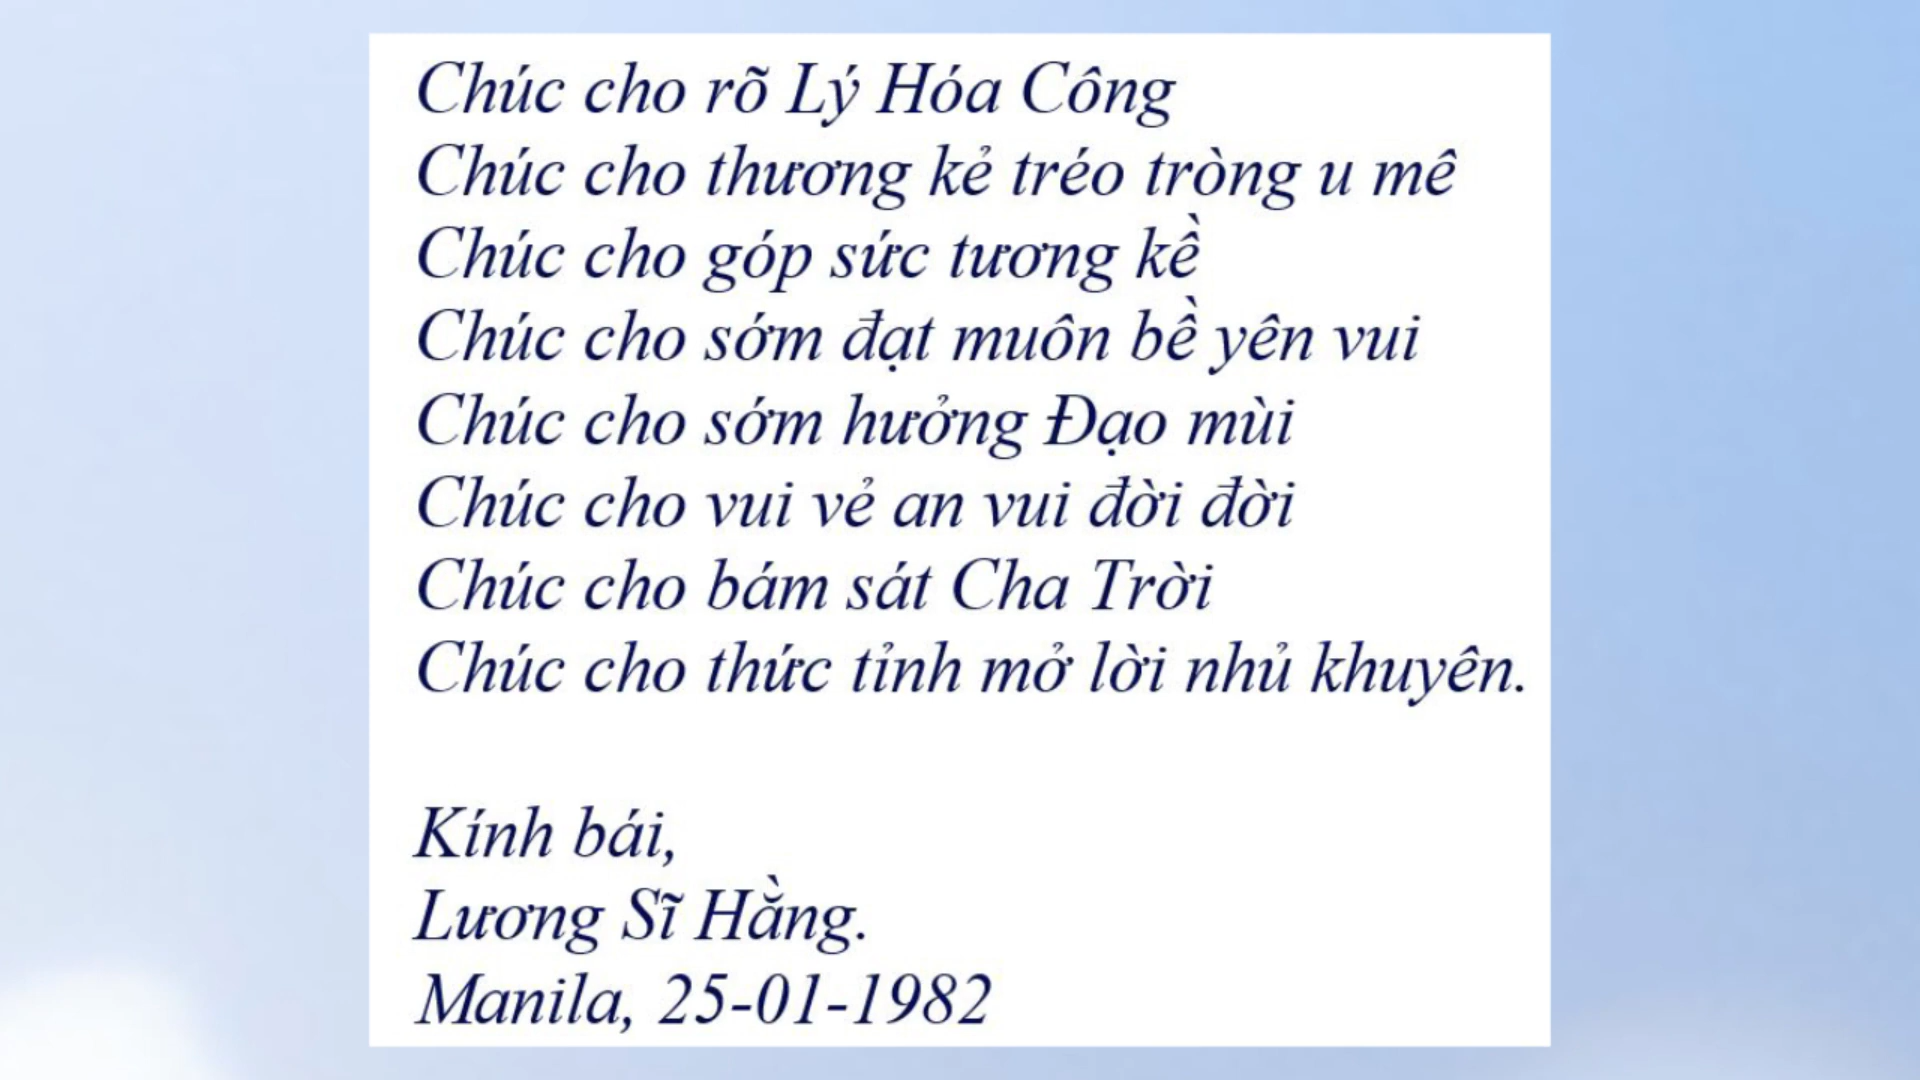 Chúc cho rõ Lý Hóa Công
Chúc cho thương kẻ tréo tròng u mê
Chúc cho góp sức tương kề
Chúc cho sớm đạt muôn bề yên vui
Chúc cho sớm hưởng Đạo mùi
Chúc cho vui vẻ an vui đời đời
Chúc cho bám sát Cha Trời
Chúc cho thức tỉnh mở lời nhủ khuyên.
Kính bái,
Lương Sĩ Hằng.
Manila, 25-01-1982